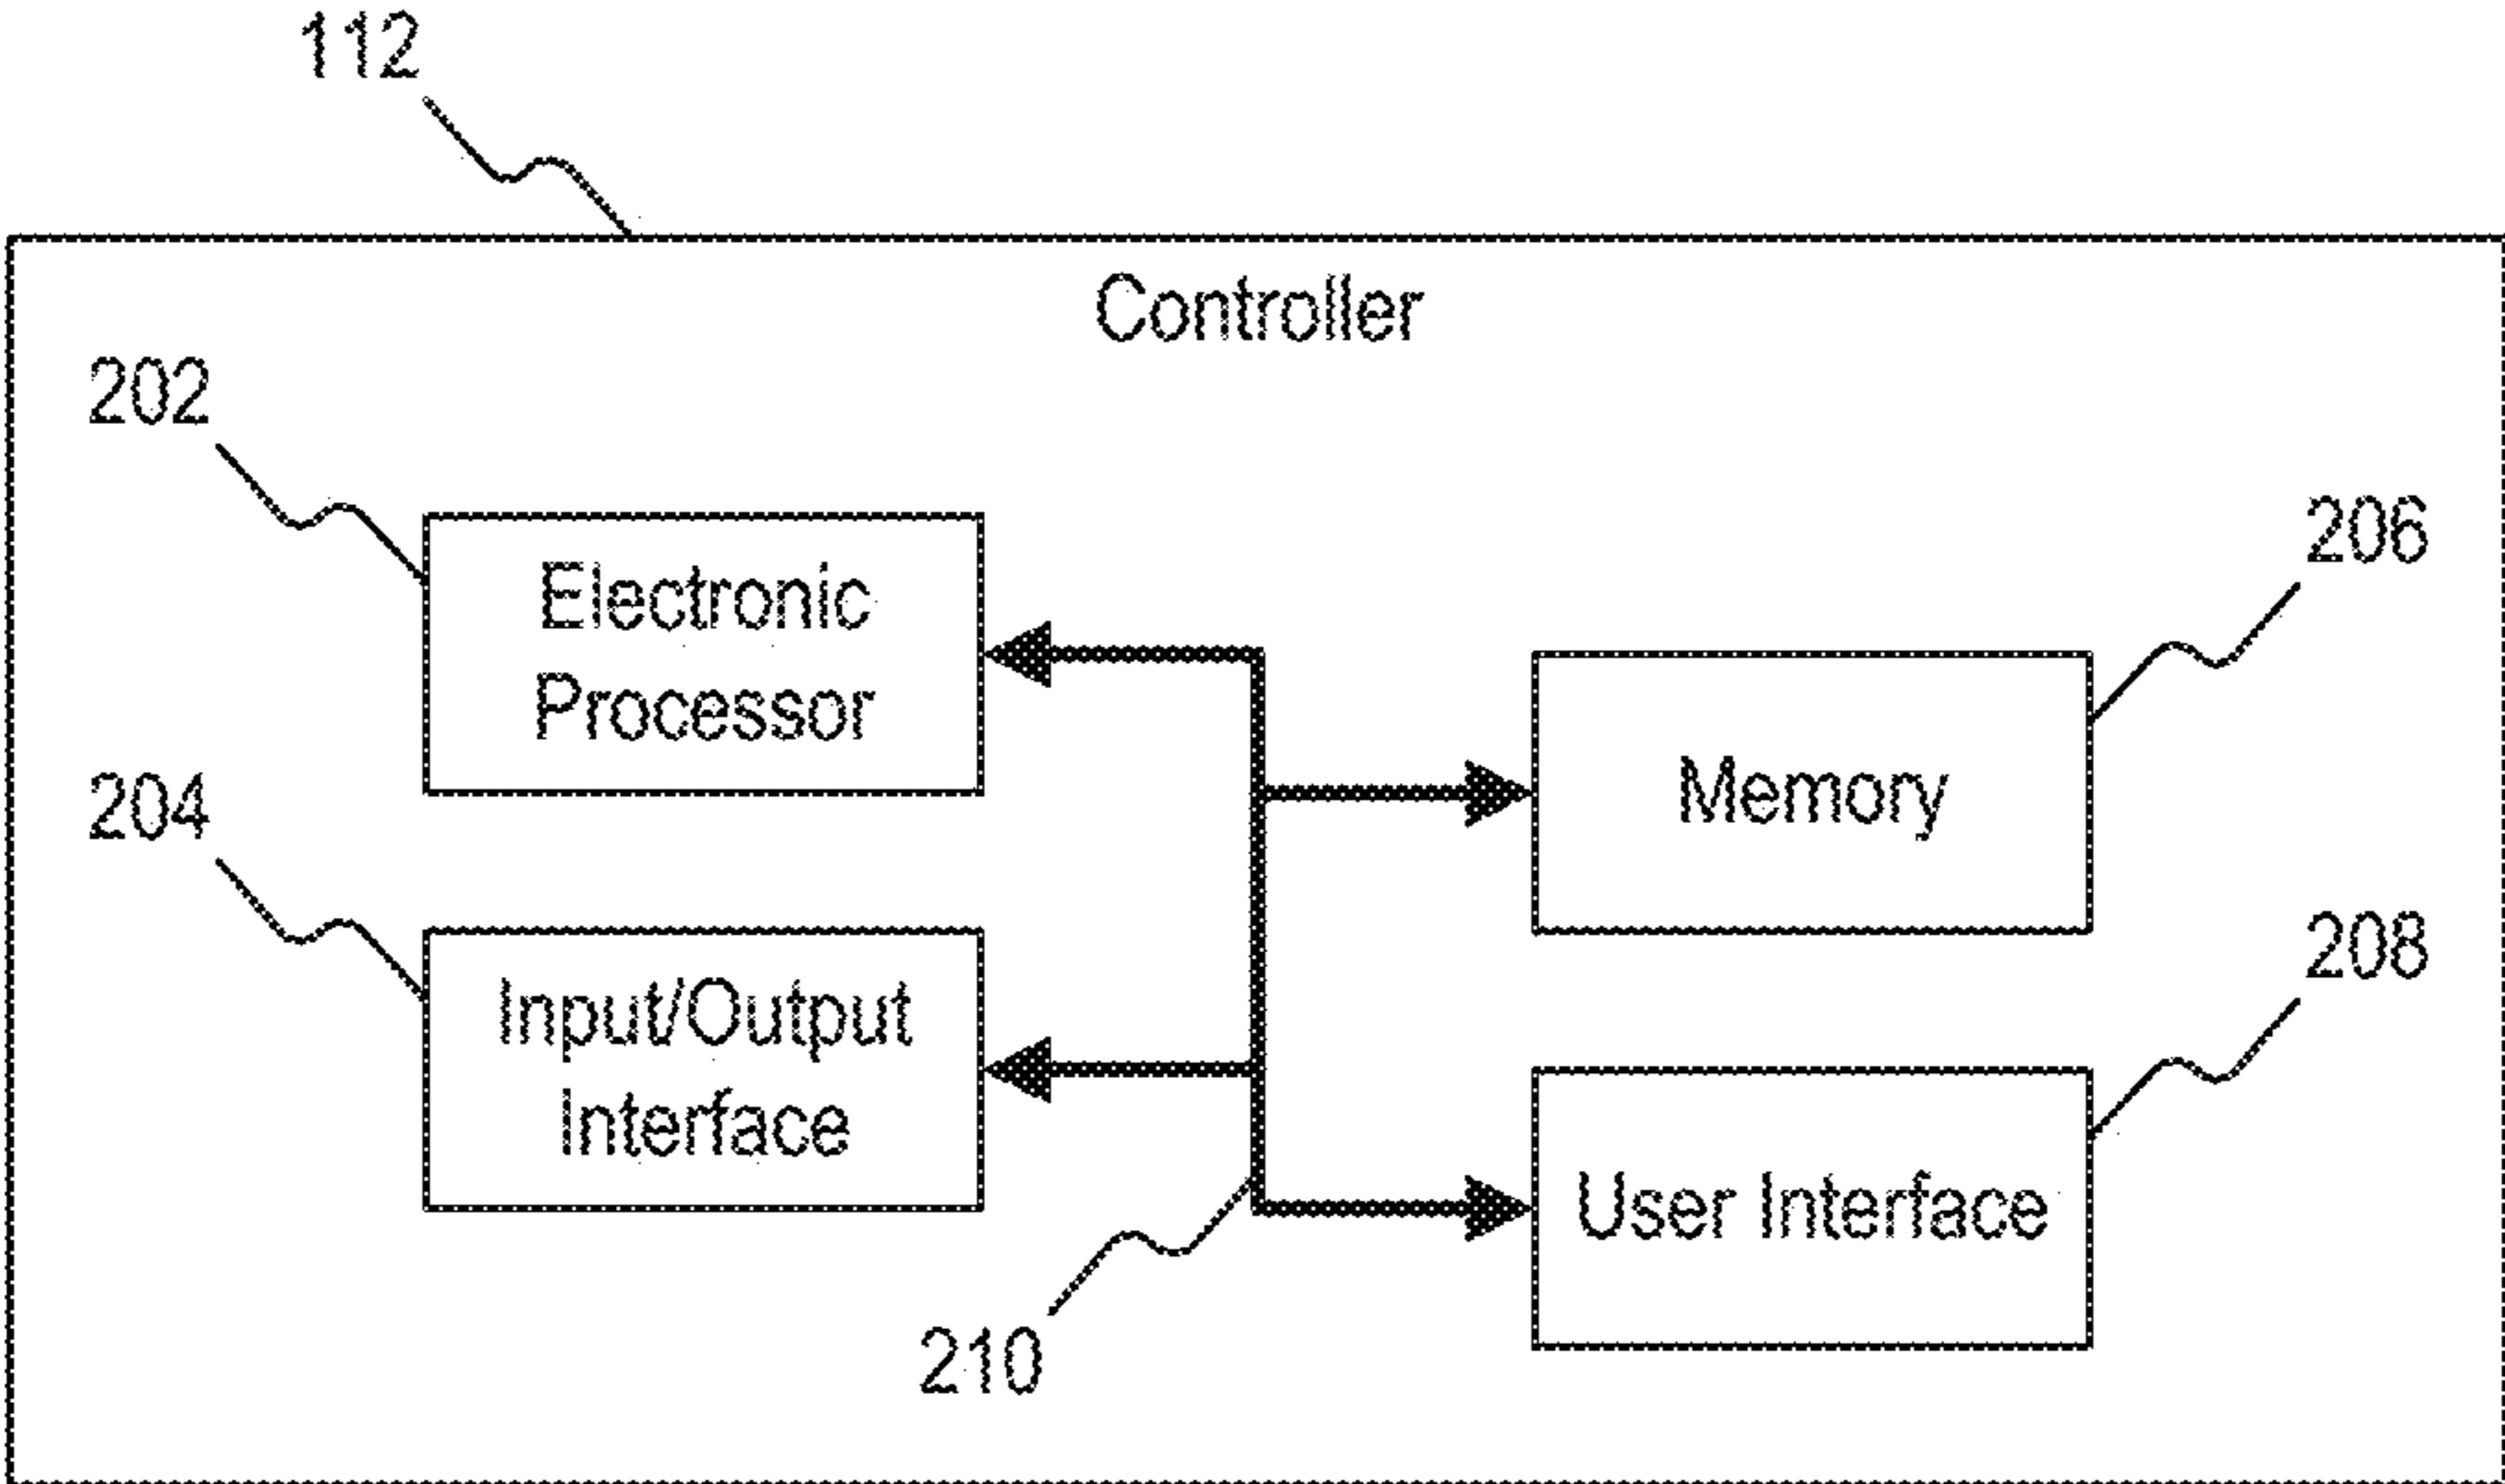 112
Controller
202
Electronic
Processor
206
Memory
204
Input/Output
Interface
208
User Interface
210